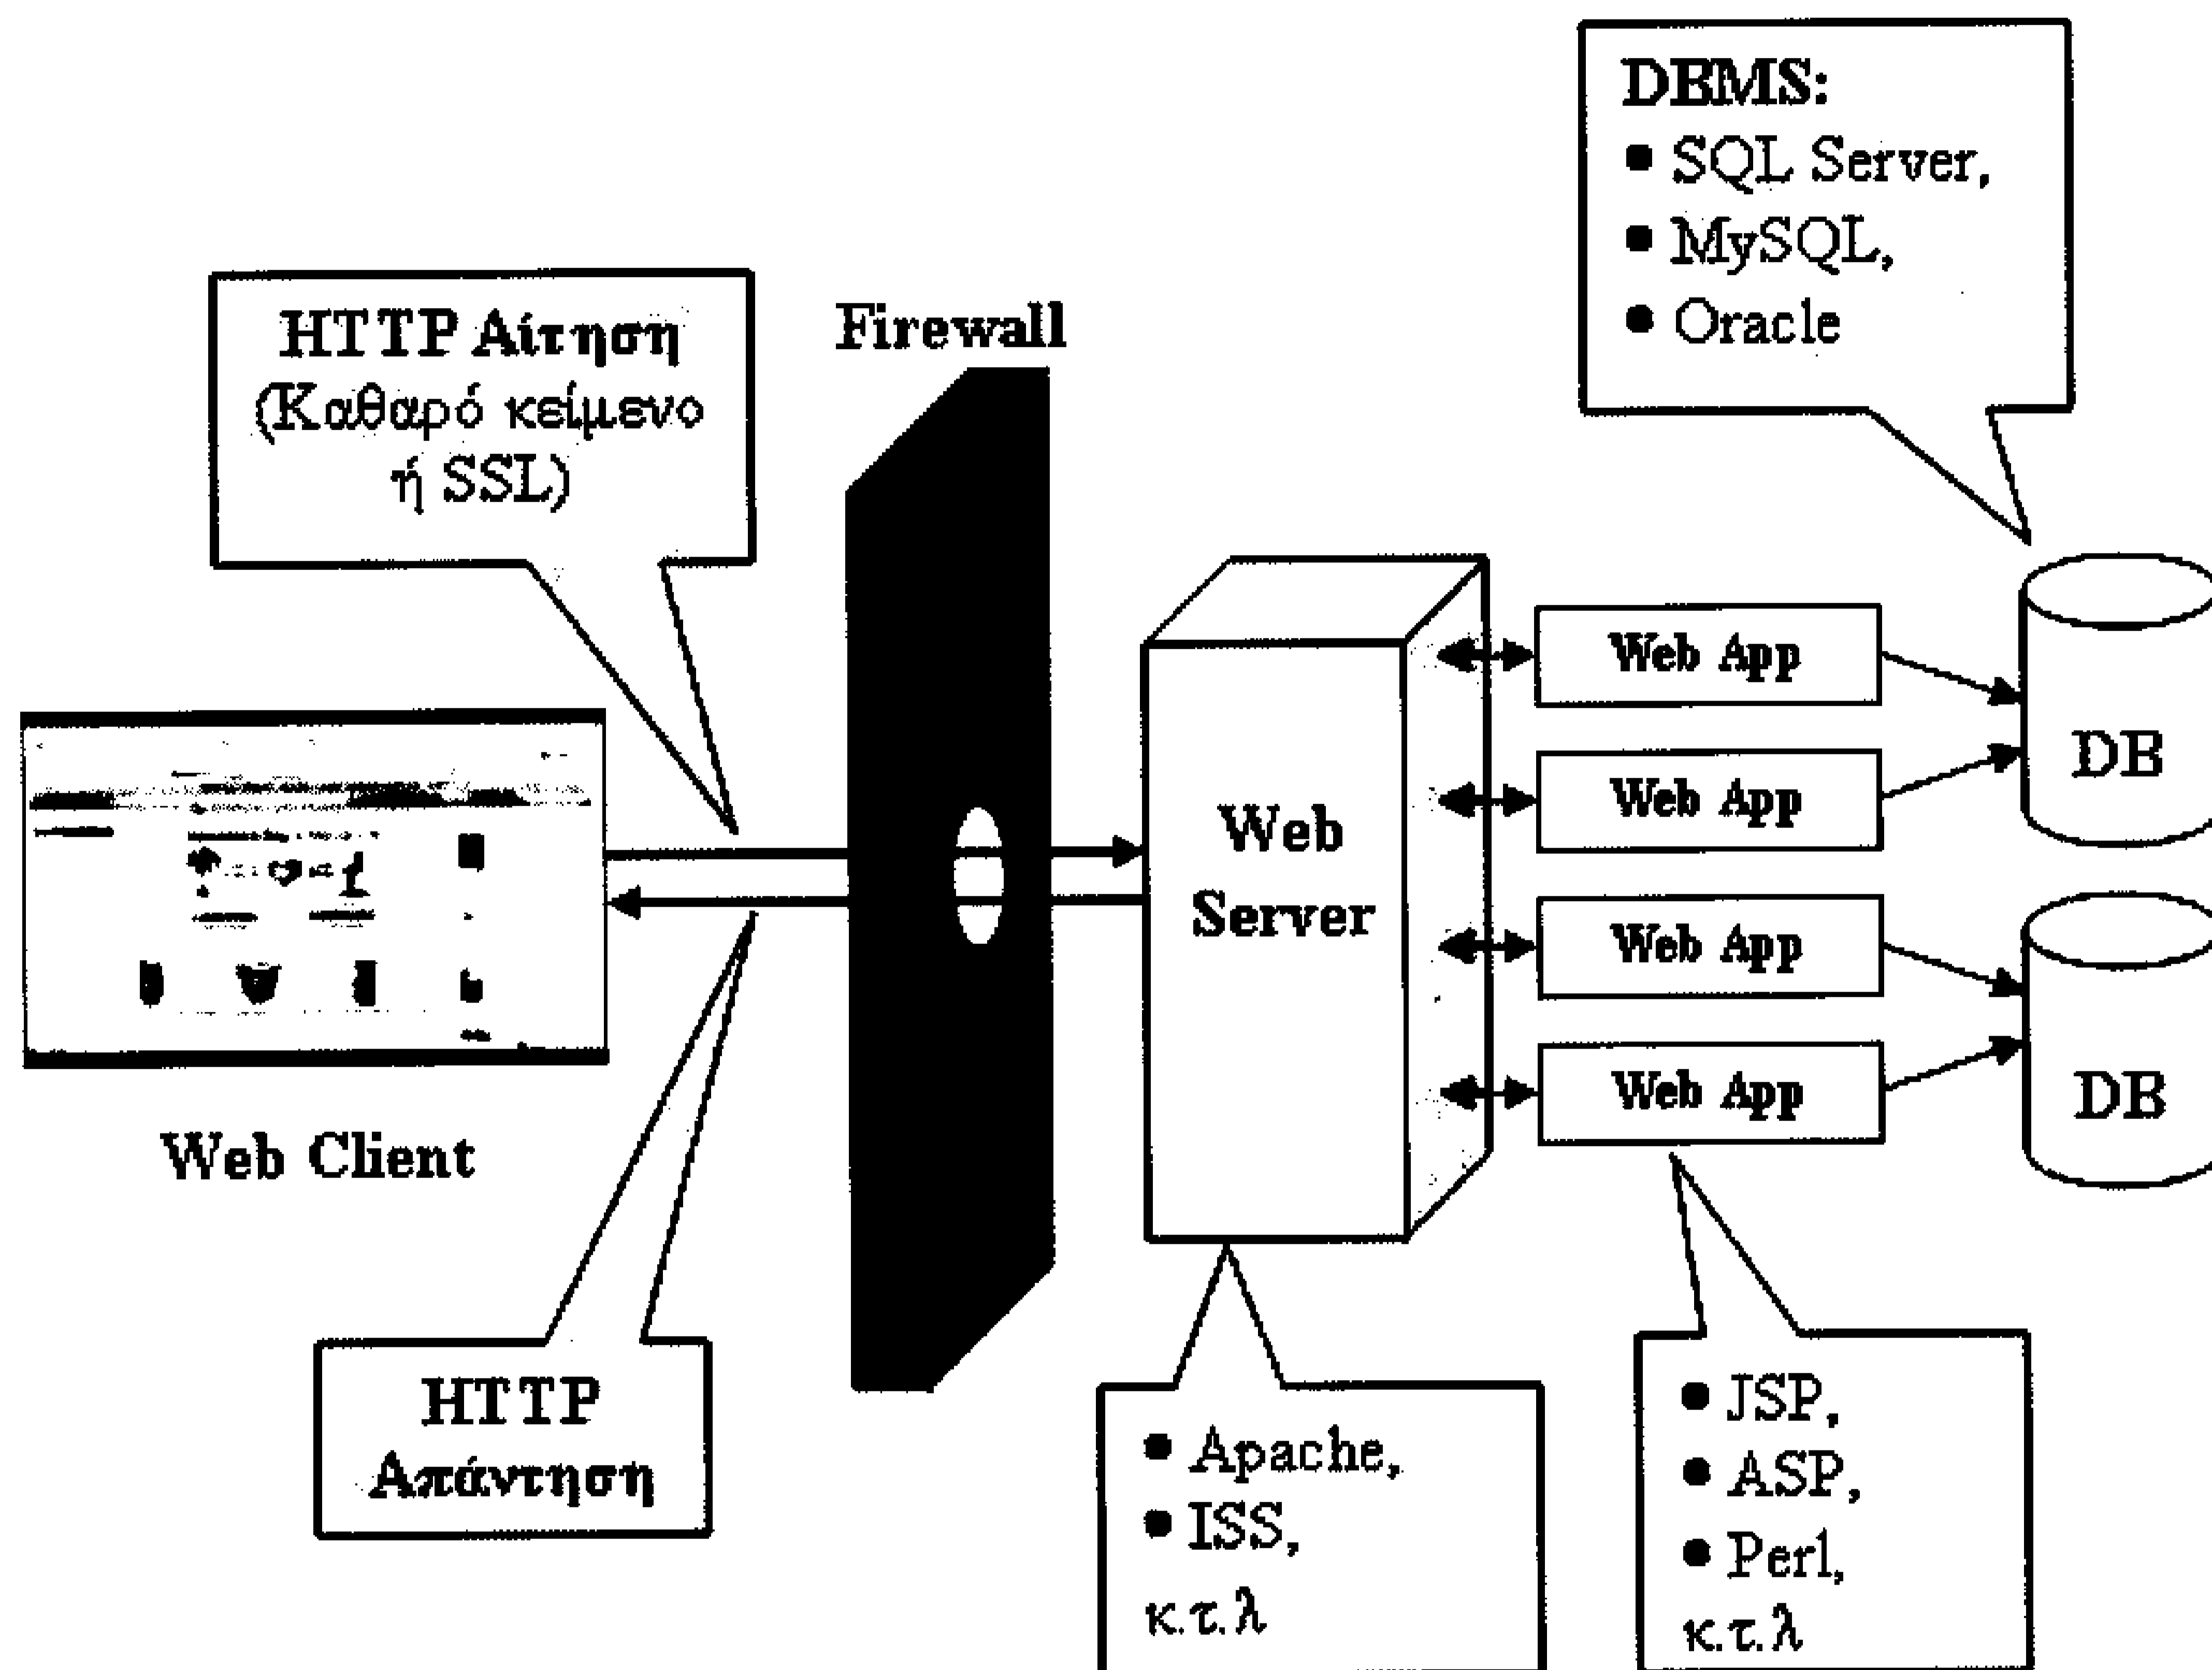 DBMS:
• SQL Server,
• MySQL,
• Oracle
HTTP Αίτηση
(Καθαρό κείμενο
ή SSL)
Firewall
Web Client
Web
Server
Web App
Web App
Web App
Web App
DB
DB
HTTP
Απάντηση
• Apache,
• ISS,
κ.τ.λ
• JSP,
• ASP,
• Perl,
κ.τ.λ